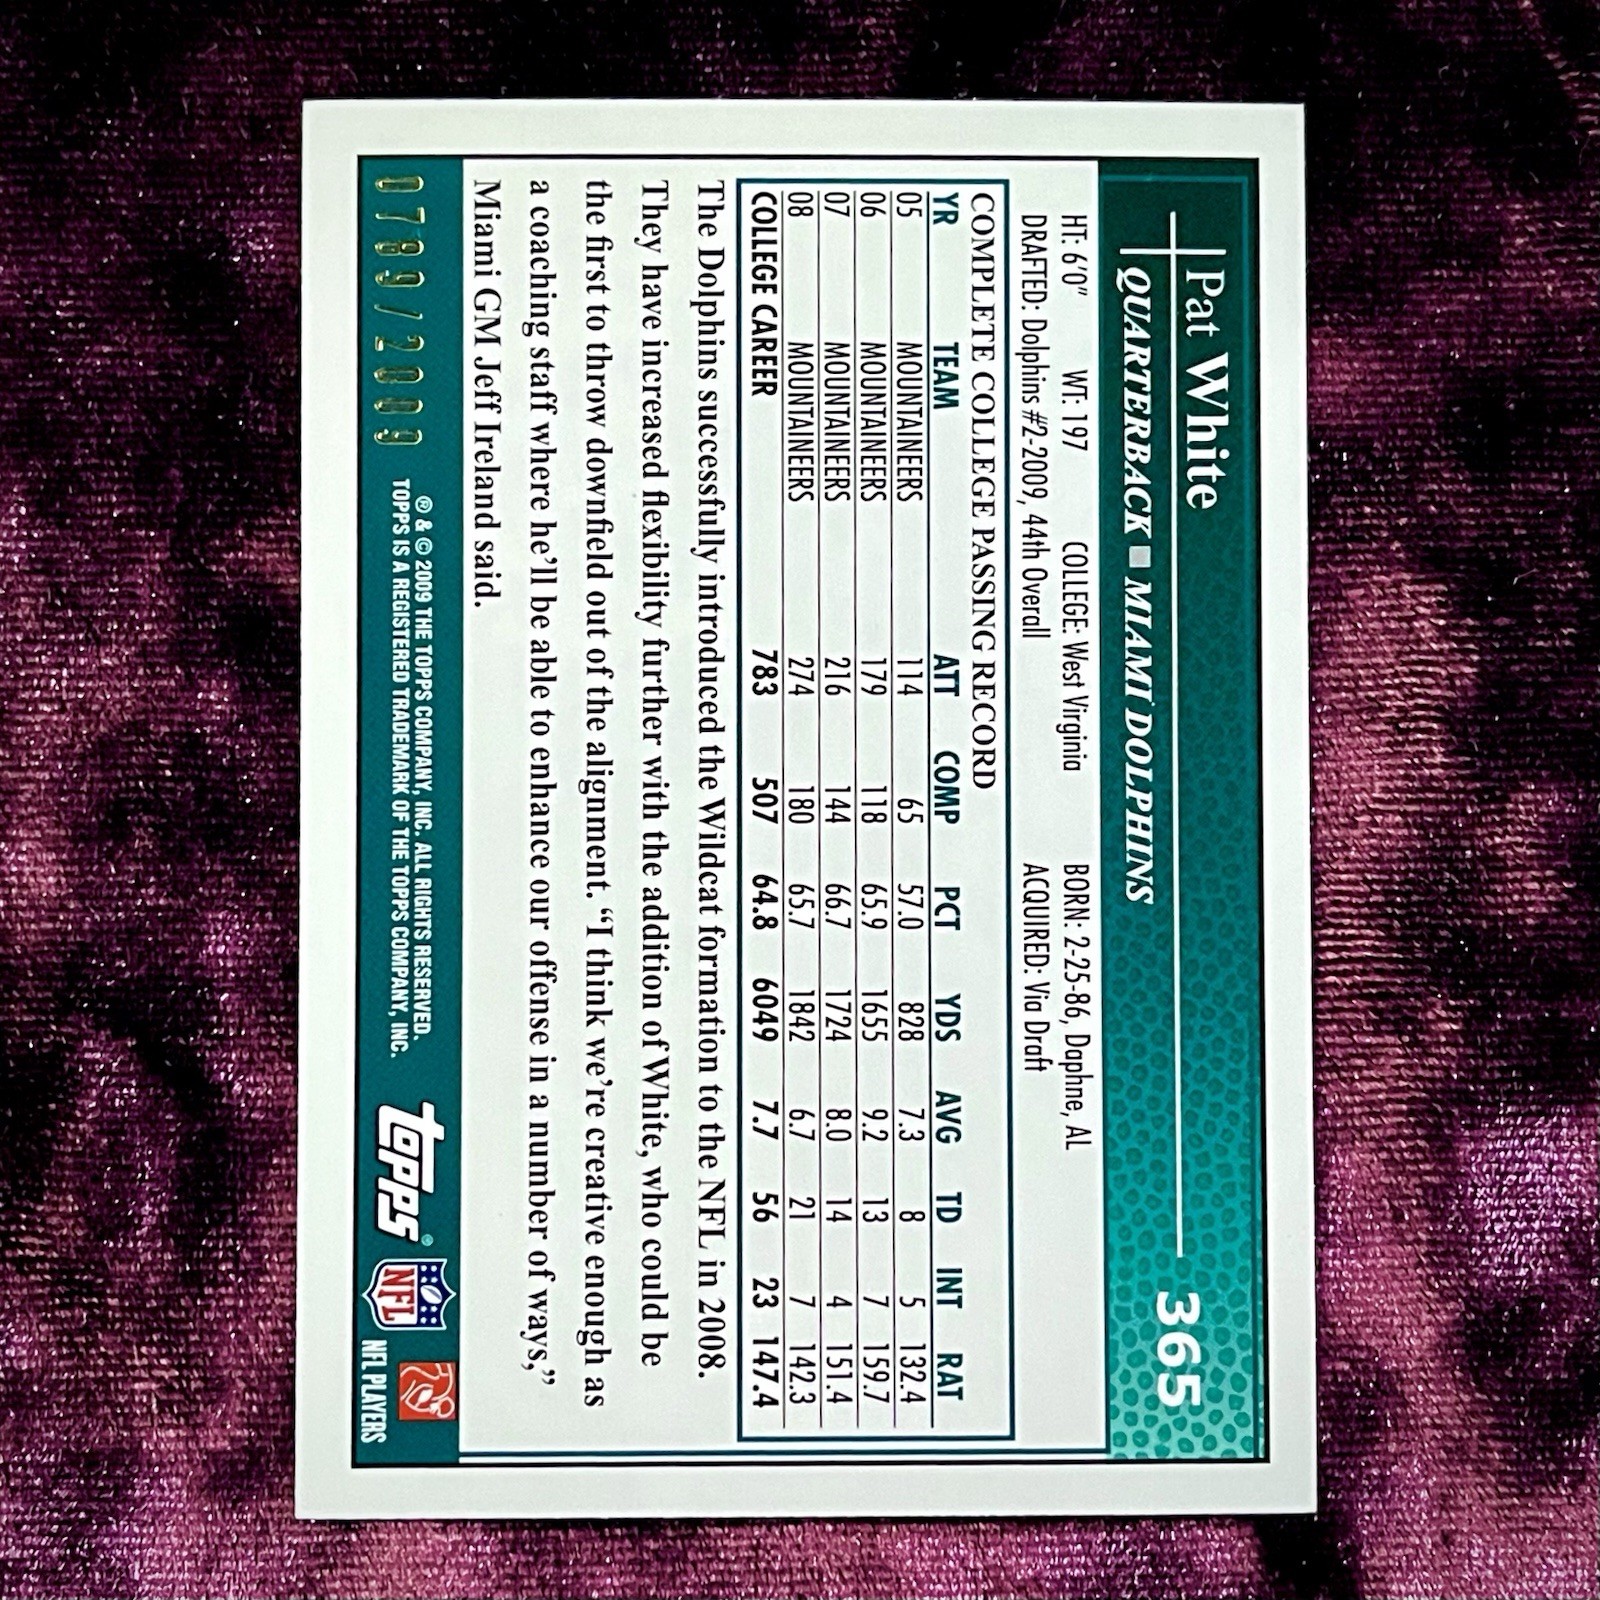 Pat White 365
QUARTERBACK ■ MIAMI DOLPHINS
HT: 6'0" WT: 197 COLLEGE: West Virginia BORN: 2-25-86, Daphne, AL
DRAFTED: Dolphins #2-2009, 44th Overall ACQUIRED: Via Draft
COMPLETE COLLEGE PASSING RECORD
YR TEAM ATT COMP PCT YDS AVG TD INT RAT
05 MOUNTAINEERS 114 65 57.0 828 7.3 8 5 132.4
06 MOUNTAINEERS 179 118 65.9 1655 9.2 13 7 159.7
07 MOUNTAINEERS 216 144 66.7 1724 8.0 14 4 151.4
08 MOUNTAINEERS 274 180 65.7 1842 6.7 21 7 142.3
COLLEGE CAREER 783 507 64.8 6049 7.7 56 23 147.4
The Dolphins successfully introduced the Wildcat formation to the NFL in 2008.
They have increased flexibility further with the addition of White, who could be
the first to throw downfield out of the alignment. “I think we’re creative enough as
a coaching staff where he’ll be able to enhance our offense in a number of ways,”
Miami GM Jeff Ireland said.
0789/2009
® & © 2009 THE TOPPS COMPANY, INC. ALL RIGHTS RESERVED.
TOPPS IS A REGISTERED TRADEMARK OF THE TOPPS COMPANY, INC.
topps®
NFL
NFL PLAYERS